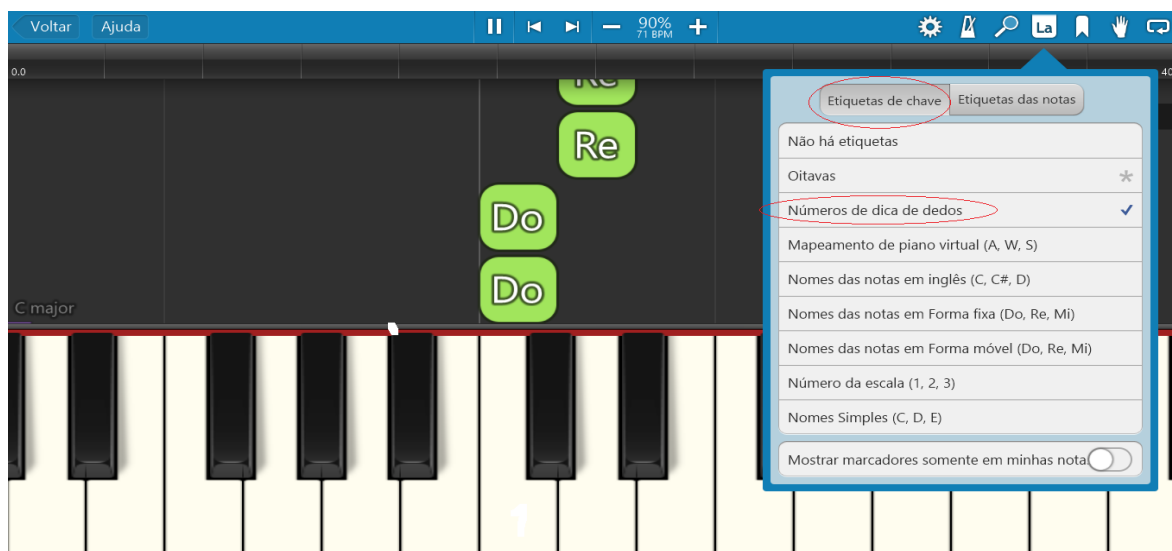 Voltar Ajuda 90% La
71 BPM
0.0 40
Re
Re
Do
Do
C major
1
Etiquetas de chave Etiquetas das notas
Não há etiquetas
Oitavas
Números de dica de dedos
Mapeamento de piano virtual (A, W, S)
Nomes das notas em inglês (C, C#, D)
Nomes das notas em Forma fixa (Do, Re, Mi)
Nomes das notas em Forma móvel (Do, Re, Mi)
Número da escala (1, 2, 3)
Nomes Simples (C, D, E)
Mostrar marcadores somente em minhas nota